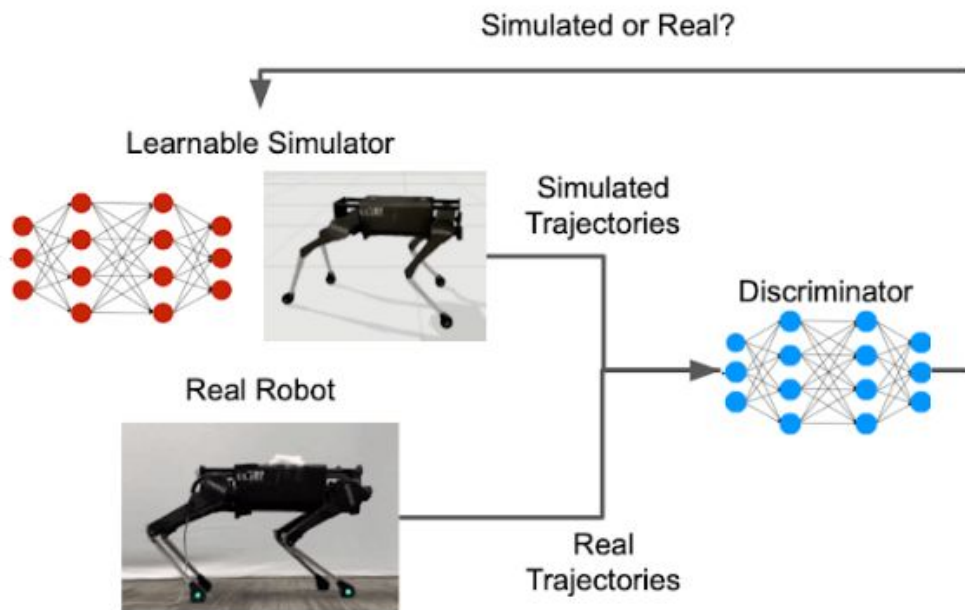 Simulated or Real?
Learnable Simulator
Simulated
Trajectories
Discriminator
Real Robot
Real
Trajectories